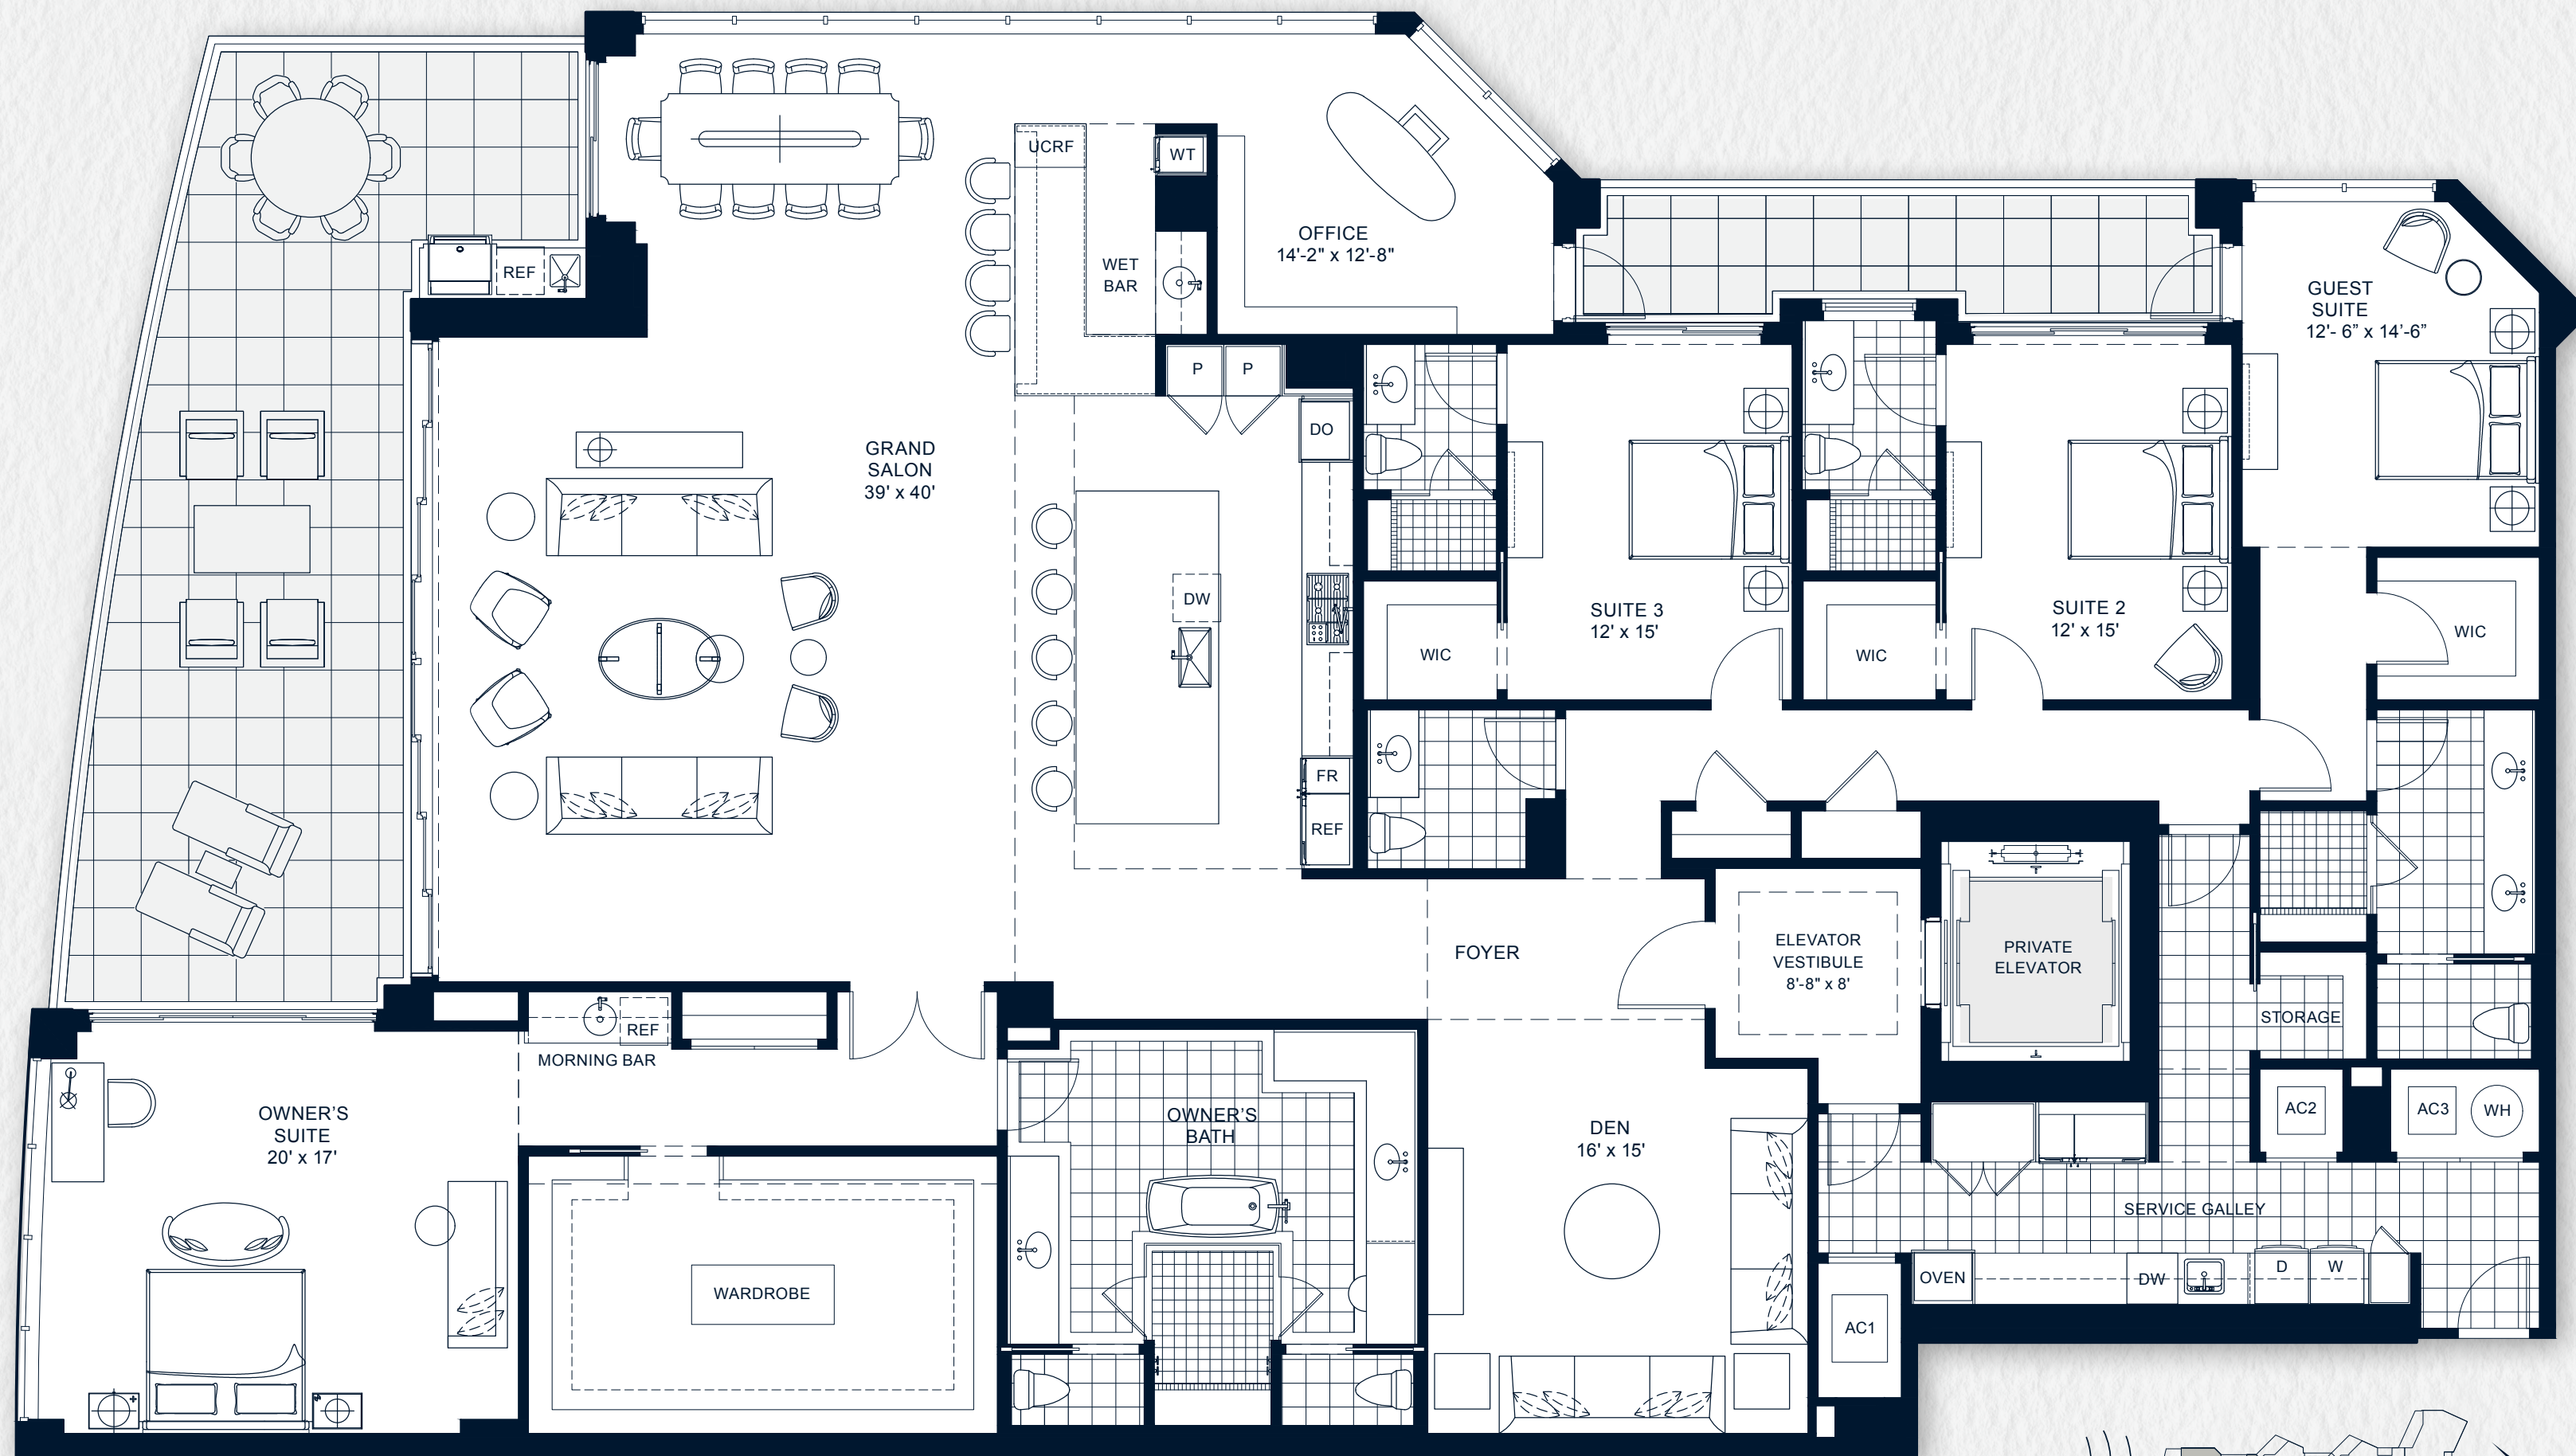 UCRF
WT
WET
BAR
OFFICE
14'-2" x 12'-8"
REF
GUEST
SUITE
12'- 6” x 14'-6”
P
P
DO
GRAND
SALON
39' x 40'
DW
SUITE 3
12' x 15'
SUITE 2
12' x 15'
WIC
WIC
WIC
FR
REF
FOYER
ELEVATOR
VESTIBULE
8'-8" x 8'
PRIVATE
ELEVATOR
STORAGE
REF
MORNING BAR
OWNER’S
SUITE
20' x 17'
OWNER’S
BATH
DEN
16' x 15'
AC2
AC3
WH
SERVICE GALLEY
WARDROBE
OVEN
DW
D
W
AC1